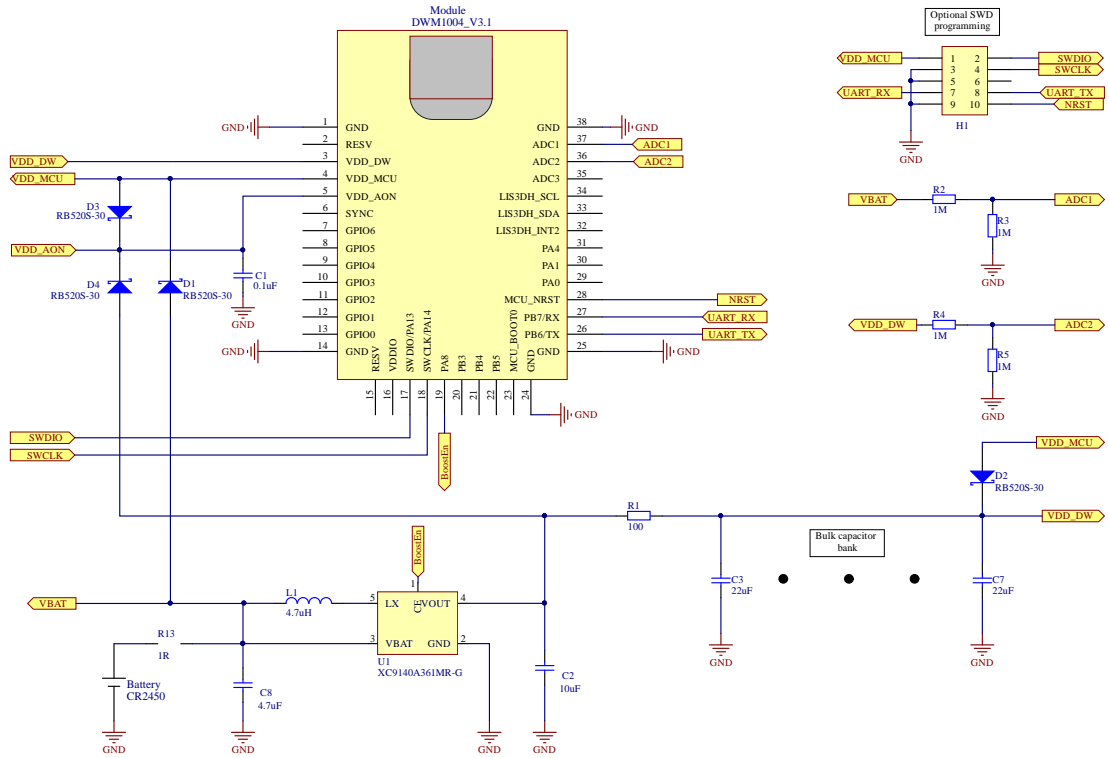 Module
DWM1004_V3.1
GND
1
GND
2
RESV
VDD_DW
3
VDD_DW
VDD_MCU
4
VDD_MCU
5
VDD_AON
6
SYNC
7
GPIO6
8
GPIO5
9
GPIO4
10
GPIO3
11
GPIO2
12
GPIO1
13
GPIO0
GND
14
GND
38
GND
GND
37
ADC1
ADC1
36
ADC2
ADC2
35
ADC3
34
LIS3DH_SCL
33
LIS3DH_SDA
32
LIS3DH_INT2
31
PA4
30
PA1
29
PA0
28
MCU_NRST
NRST
27
PB7/RX
UART_RX
26
PB6/TX
UART_TX
25
GND
GND
RESV
15
VDDIO
16
SWDIO/PA13
17
SWCLK/PA14
18
PA8
19
PB3
20
PB4
21
PB5
22
MCU_BOOT0
23
GND
24
GND
D3
RB520S-30
VDD_AON
D4
RB520S-30
D1
RB520S-30
C1
0.1uF
GND
SWDIO
SWCLK
BoostEn
Optional SWD
programming
VDD_MCU
1
2
SWDIO
3
4
SWCLK
5
6
UART_RX
7
8
UART_TX
9
10
NRST
H1
GND
VBAT
R2
1M
ADC1
R3
1M
GND
VDD_DW
R4
1M
ADC2
R5
1M
GND
VDD_MCU
D2
RB520S-30
VDD_DW
R1
100
Bulk capacitor
bank
C3
22uF
GND
C7
22uF
GND
BoostEn
VBAT
L1
4.7uH
1
5
LX
CE
VOUT
4
3
VBAT
GND
2
U1
XC9140A361MR-G
R13
1R
Battery
CR2450
GND
C8
4.7uF
GND
GND
C2
10uF
GND